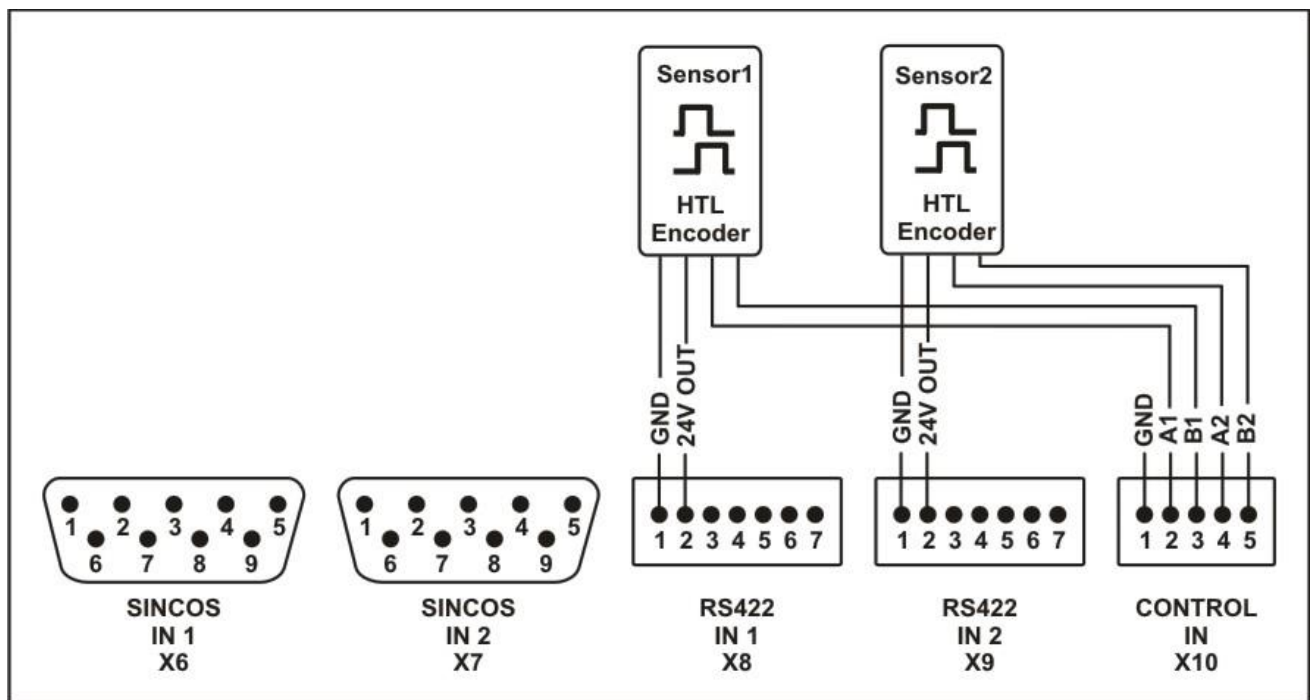 Sensor1
HTL
Encoder
Sensor2
HTL
Encoder
GND
24V OUT
GND
24V OUT
GND
A1
B1
A2
B2
1 2 3 4 5
6 7 8 9
SINCOS
IN 1
X6
1 2 3 4 5
6 7 8 9
SINCOS
IN 2
X7
1 2 3 4 5 6 7
RS422
IN 1
X8
1 2 3 4 5 6 7
RS422
IN 2
X9
1 2 3 4 5
CONTROL
IN
X10